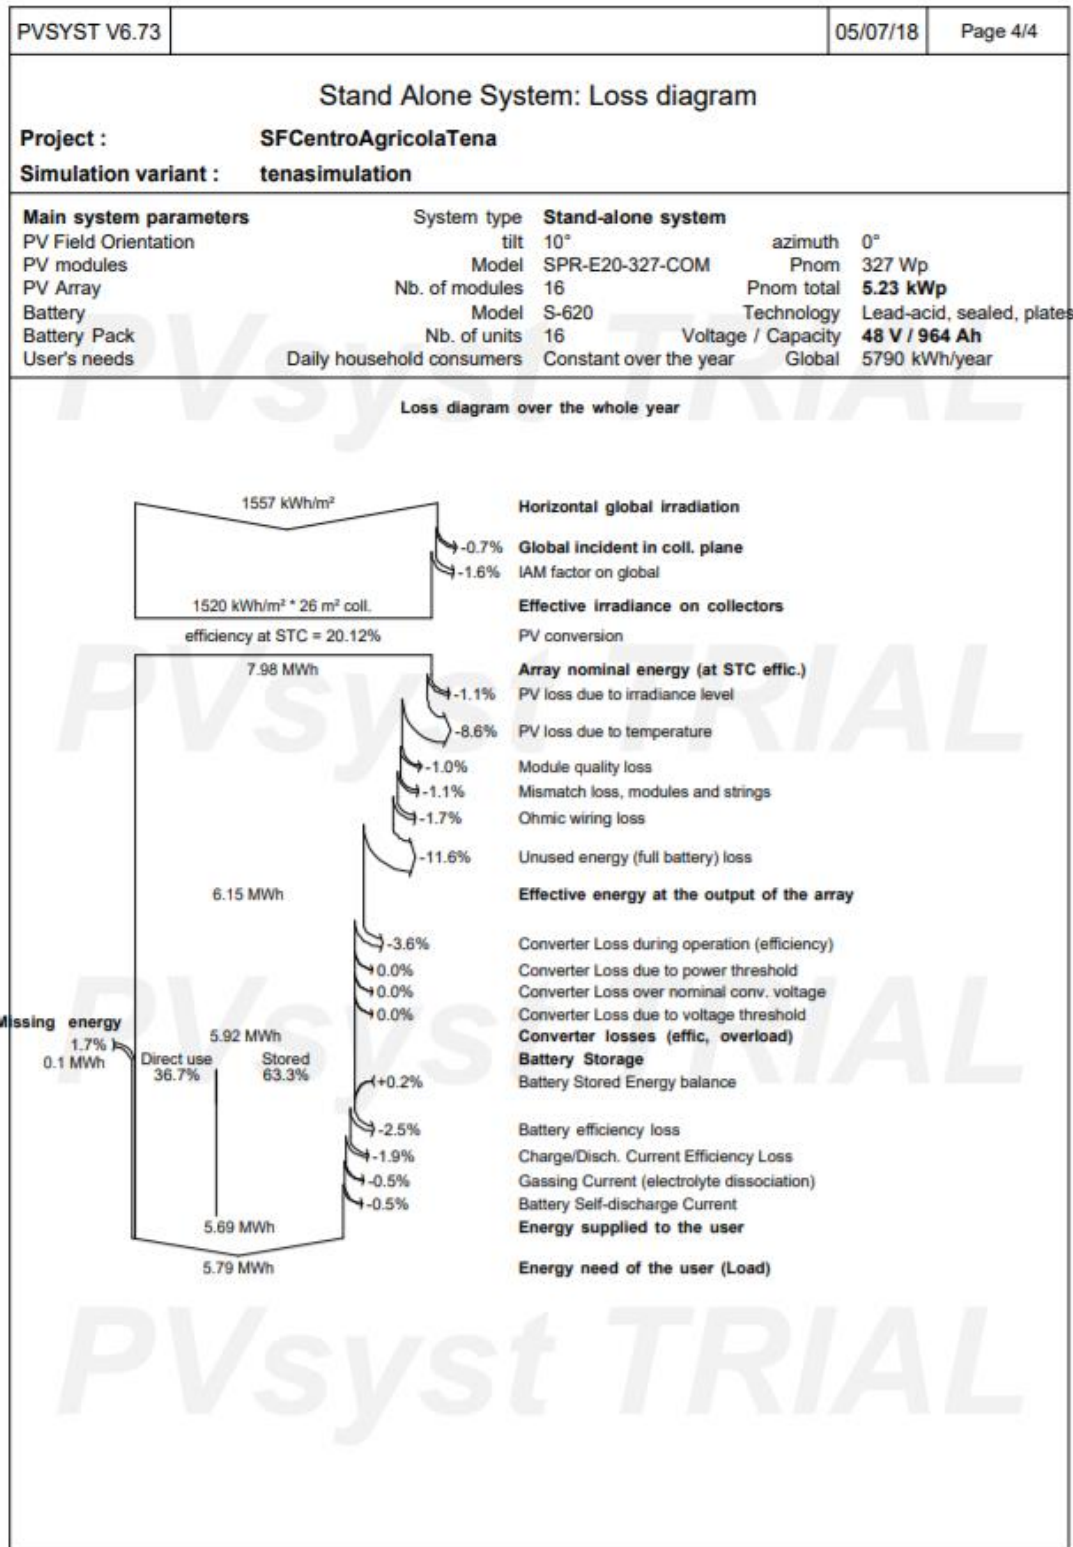 PVSYST V6.73 05/07/18 Page 4/4
Stand Alone System: Loss diagram
Project : SFCentroAgricolaTena
Simulation variant : tenasimulation
Main system parameters System type Stand-alone system
PV Field Orientation tilt 10° azimuth 0°
PV modules Model SPR-E20-327-COM Pnom 327 Wp
PV Array Nb. of modules 16 Pnom total 5.23 kWp
Battery Model S-620 Technology Lead-acid, sealed, plates
Battery Pack Nb. of units 16 Voltage / Capacity 48 V / 964 Ah
User's needs Daily household consumers Constant over the year Global 5790 kWh/year
Loss diagram over the whole year
1557 kWh/m² Horizontal global irradiation
-0.7% Global incident in coll. plane
-1.6% IAM factor on global
1520 kWh/m² * 26 m² coll. Effective irradiance on collectors
efficiency at STC = 20.12% PV conversion
7.98 MWh Array nominal energy (at STC effic.)
-1.1% PV loss due to irradiance level
-8.6% PV loss due to temperature
-1.0% Module quality loss
-1.1% Mismatch loss, modules and strings
-1.7% Ohmic wiring loss
-11.6% Unused energy (full battery) loss
6.15 MWh Effective energy at the output of the array
-3.6% Converter Loss during operation (efficiency)
0.0% Converter Loss due to power threshold
0.0% Converter Loss over nominal conv. voltage
0.0% Converter Loss due to voltage threshold
Missing energy 5.92 MWh Converter losses (effic, overload)
1.7% Direct use Stored Battery Storage
0.1 MWh 36.7% 63.3% +0.2% Battery Stored Energy balance
-2.5% Battery efficiency loss
-1.9% Charge/Disch. Current Efficiency Loss
-0.5% Gassing Current (electrolyte dissociation)
-0.5% Battery Self-discharge Current
5.69 MWh Energy supplied to the user
5.79 MWh Energy need of the user (Load)
PVsyst TRIAL
PVsyst TRIAL
PVsyst TRIAL
PVsyst TRIAL